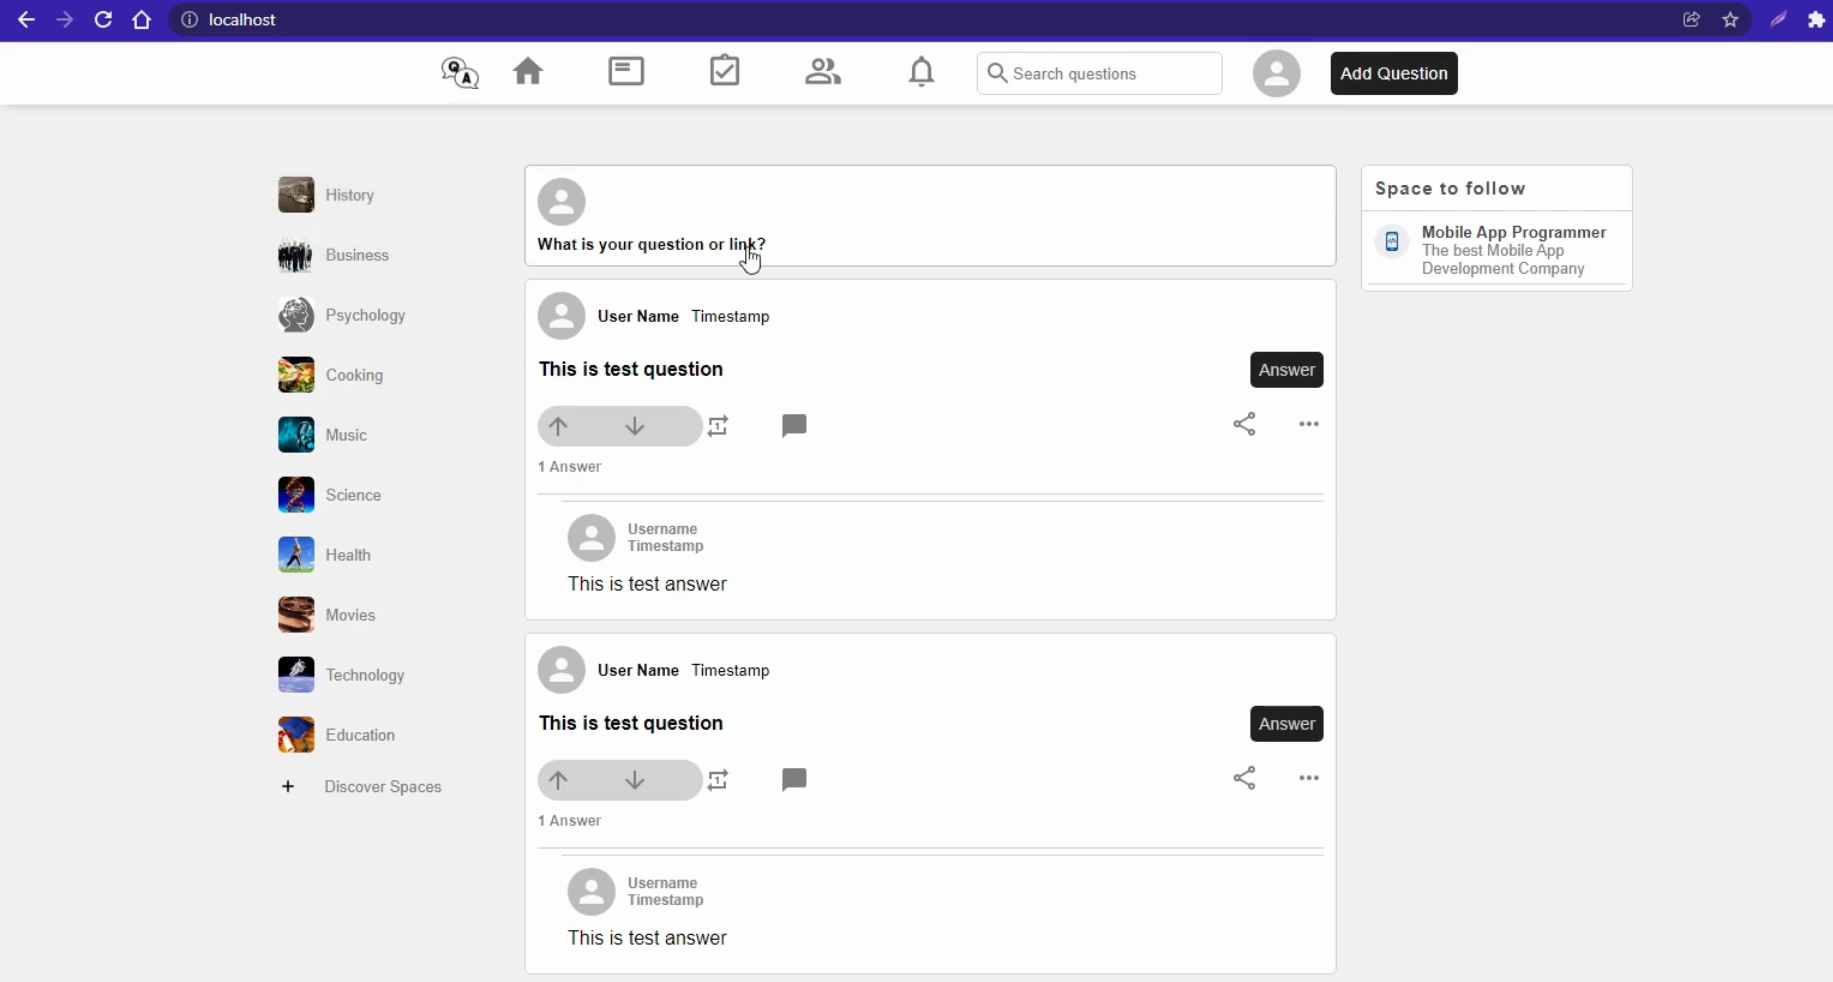 localhost
Q A
Search questions
Add Question
History
Business
Psychology
Cooking
Music
Science
Health
Movies
Technology
Education
+ Discover Spaces
What is your question or link?
User Name Timestamp
This is test question
Answer
1
1 Answer
Username
Timestamp
This is test answer
User Name Timestamp
This is test question
Answer
1
1 Answer
Username
Timestamp
This is test answer
Space to follow
Mobile App Programmer
The best Mobile App
Development Company